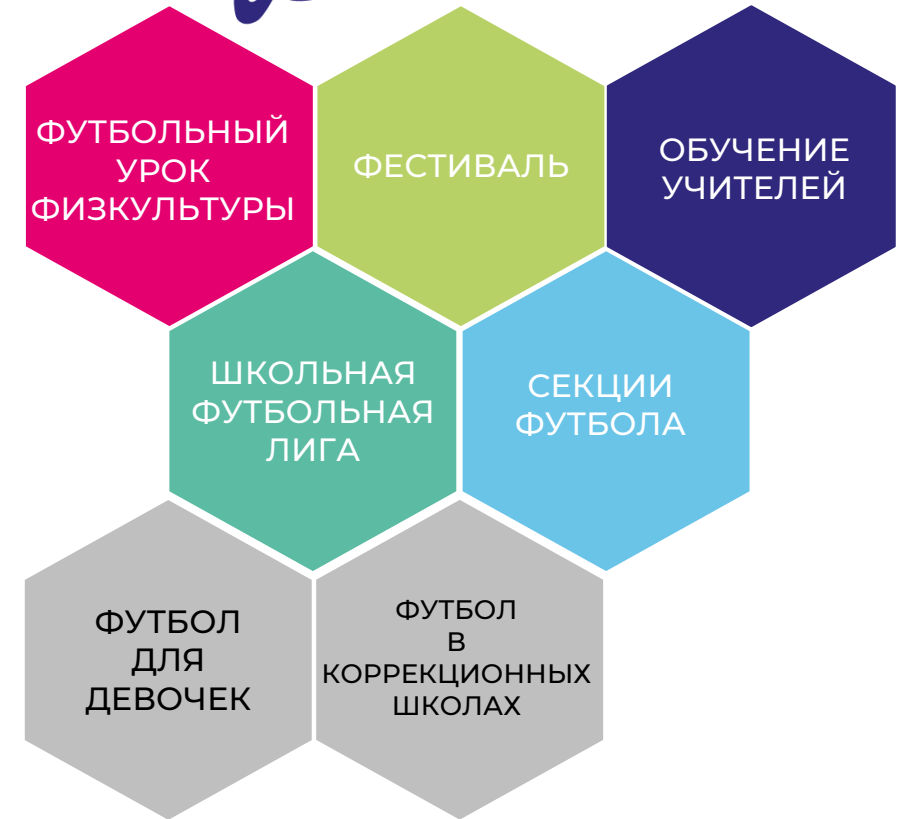 ФУТБОЛЬНЫЙ
УРОК
ФИЗКУЛЬТУРЫ
ФЕСТИВАЛЬ
ОБУЧЕНИЕ
УЧИТЕЛЕЙ
ШКОЛЬНАЯ
ФУТБОЛЬНАЯ
ЛИГА
СЕКЦИИ
ФУТБОЛА
ФУТБОЛ
ДЛЯ
ДЕВОЧЕК
ФУТБОЛ
В
КОРРЕКЦИОННЫХ
ШКОЛАХ